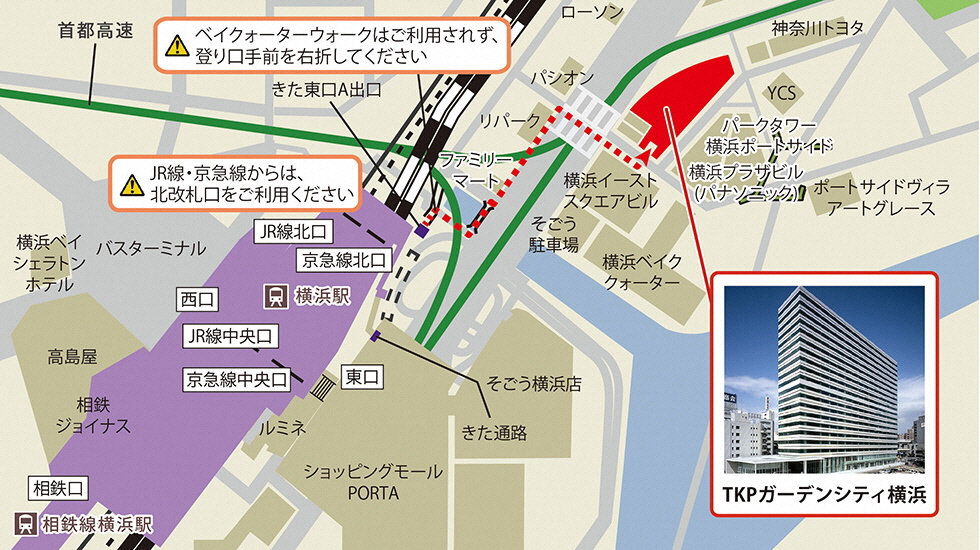 首都高速
ベイクォーターウォークはご利用されず、
登り口手前を右折してください
きた東口A出口
ローソン
神奈川トヨタ
パシオン
リパーク
YCS
パークタワー
横浜ポートサイド
横浜プラザビル
(パナソニック)
ポートサイドヴィラ
アートグレース
ファミリー
マート
JR線・京急線からは、
北改札口をご利用ください
横浜イースト
スクエアビル
そごう
駐車場
横浜ベイ
クォーター
JR線北口
京急線北口
バスターミナル
横浜ベイ
シェラトン
ホテル
西口
横浜駅
JR線中央口
京急線中央口
東口
高島屋
相鉄
ジョイナス
ルミネ
そごう横浜店
きた通路
ショッピングモール
PORTA
相鉄口
相鉄線横浜駅
TKPガーデンシティ横浜